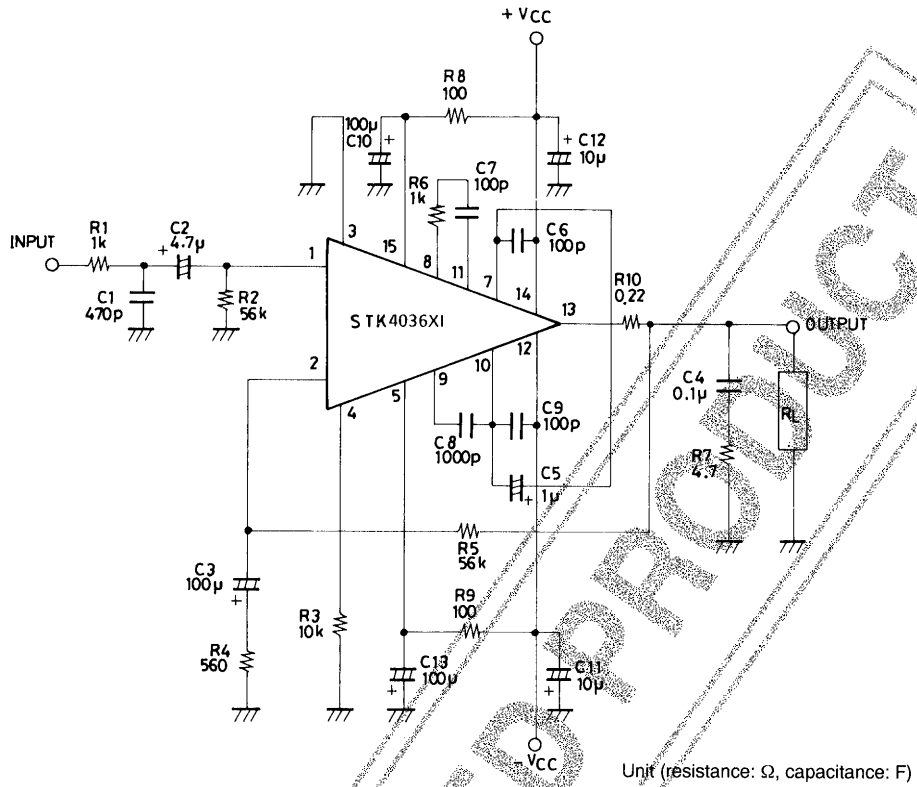 + VCC
R8
100
100μ
C10
+
+
C12
10μ
R6
1k
C7
100p
INPUT
R1
1k
C2
+ 4.7μ
C1
470p
R2
56k
1
3
15
8
11
7
14
13
C6
100p
R10
0.22
OUTPUT
STK4036XI
2
4
5
9
10
12
C8
1000p
C9
100p
C5
+ 1μ
C4
0.1μ
R7
4.7
RL
R5
56k
C3
100μ
+
R4
560
R3
10k
R9
100
C13
100μ
+
C11
10μ
+
- VCC
Unit (resistance: Ω, capacitance: F)
D PRODUCT